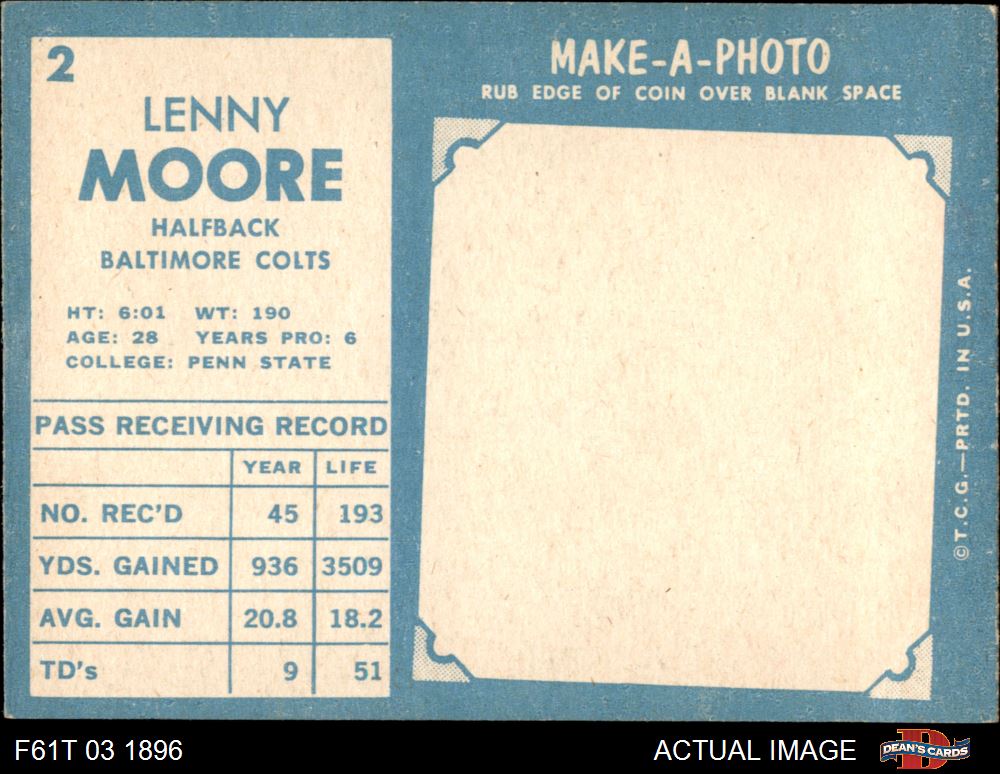 2
LENNY
MOORE
HALFBACK
BALTIMORE COLTS
HT: 6:01 WT: 190
AGE: 28 YEARS PRO: 6
COLLEGE: PENN STATE
PASS RECEIVING RECORD
YEAR LIFE
NO. REC'D 45 193
YDS. GAINED 936 3509
AVG. GAIN 20.8 18.2
TD's 9 51
MAKE-A-PHOTO
RUB EDGE OF COIN OVER BLANK SPACE
© T.C.G.—PRTD. IN U.S.A.
F61T 03 1896
ACTUAL IMAGE
DEAN'S CARDS